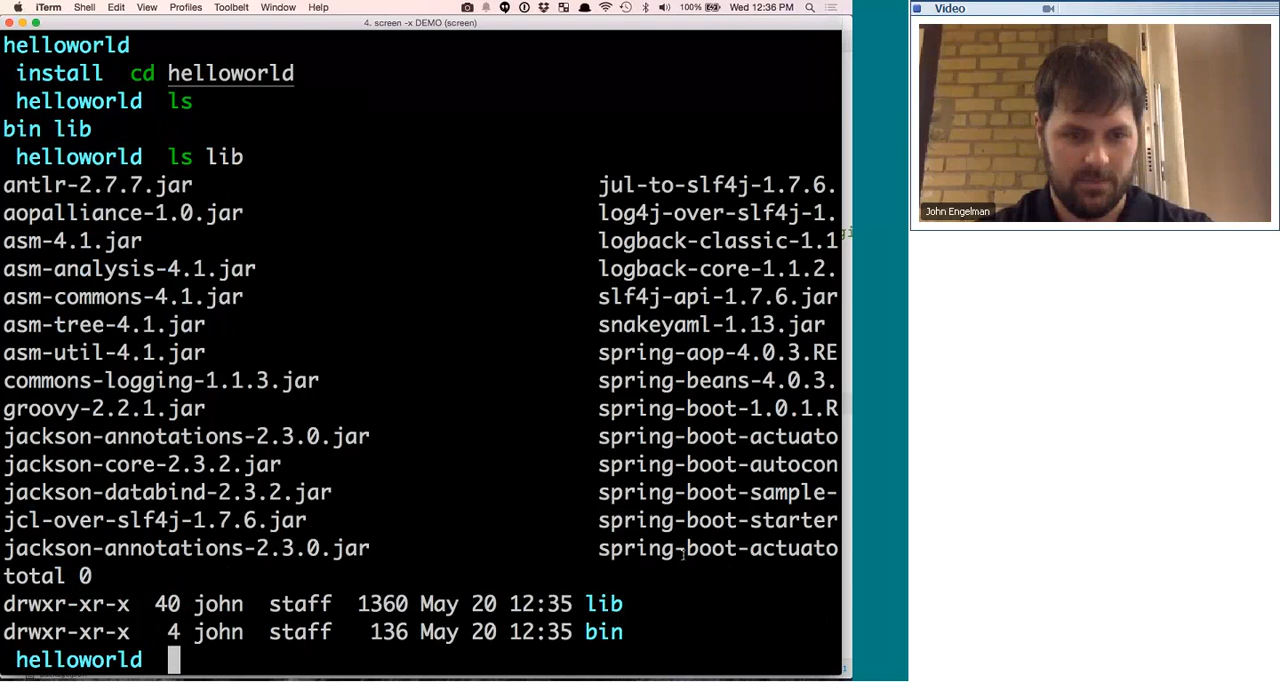 iTerm Shell Edit View Profiles Toolbelt Window Help 100% Wed 12:36 PM
4. screen -x DEMO (screen)
Video
helloworld
install cd helloworld
helloworld ls
bin lib
helloworld ls lib
antlr-2.7.7.jar jul-to-slf4j-1.7.6.
aopalliance-1.0.jar log4j-over-slf4j-1.
asm-4.1.jar logback-classic-1.1
asm-analysis-4.1.jar logback-core-1.1.2.
asm-commons-4.1.jar slf4j-api-1.7.6.jar
asm-tree-4.1.jar snakeyaml-1.13.jar
asm-util-4.1.jar spring-aop-4.0.3.RE
commons-logging-1.1.3.jar spring-beans-4.0.3.
groovy-2.2.1.jar spring-boot-1.0.1.R
jackson-annotations-2.3.0.jar spring-boot-actuato
jackson-core-2.3.2.jar spring-boot-autocon
jackson-databind-2.3.2.jar spring-boot-sample-
jcl-over-slf4j-1.7.6.jar spring-boot-starter
jackson-annotations-2.3.0.jar spring-boot-actuato
total 0
drwxr-xr-x 40 john staff 1360 May 20 12:35 lib
drwxr-xr-x 4 john staff 136 May 20 12:35 bin
helloworld
John Engelman